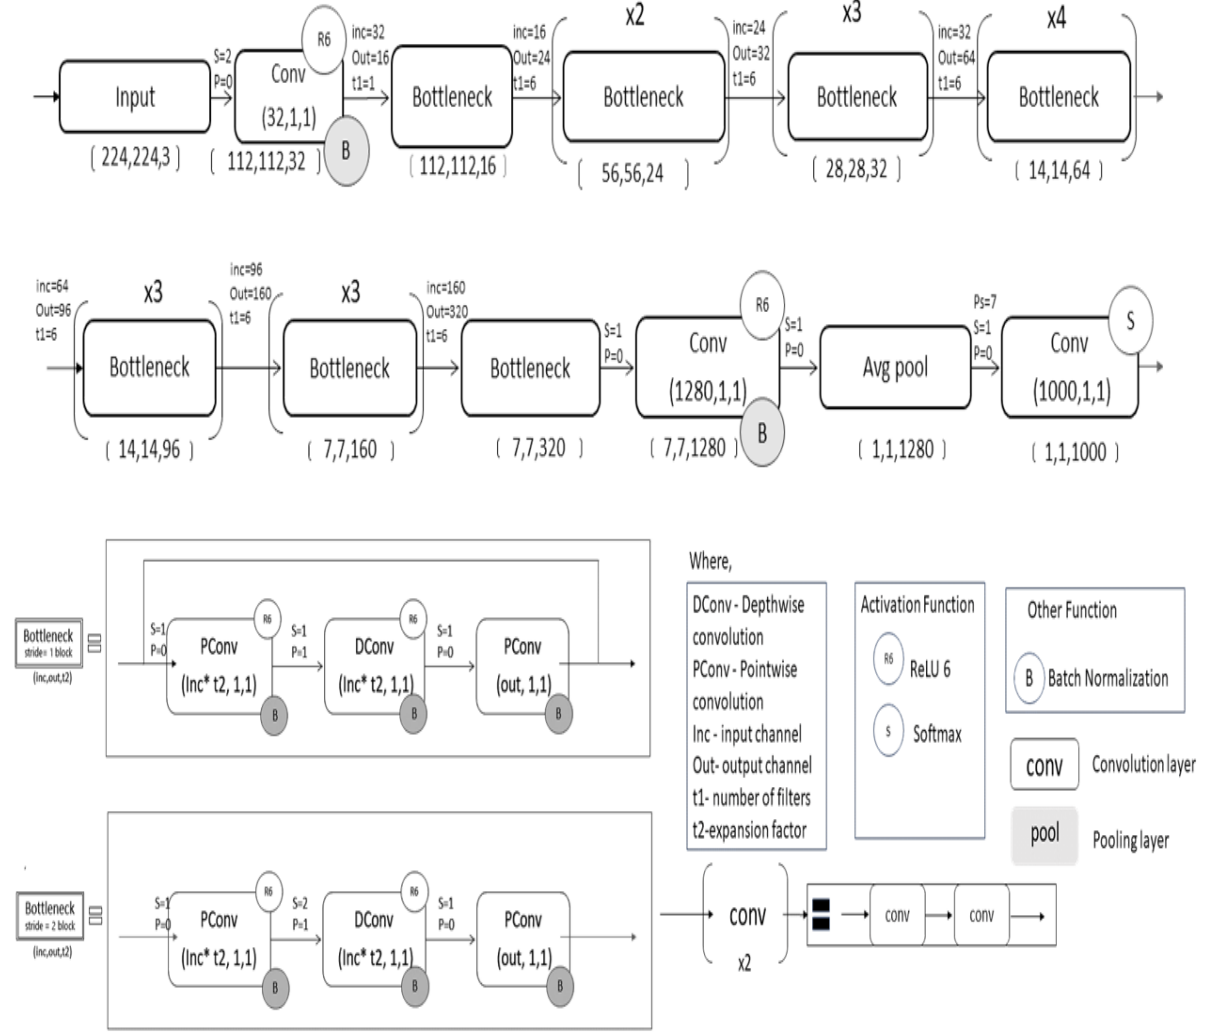 x2
x3
x4
inc=32
Out=16
t1=1
inc=16
Out=24
t1=6
inc=24
Out=32
t1=6
inc=32
Out=64
t1=6
S=2
P=0
Input
Conv
(32,1,1)
R6
B
Bottleneck
Bottleneck
Bottleneck
Bottleneck
( 224,224,3 )
( 112,112,32 )
( 112,112,16 )
( 56,56,24 )
( 28,28,32 )
( 14,14,64 )
inc=64
Out=96
t1=6
x3
inc=96
Out=160
t1=6
x3
inc=160
Out=320
t1=6
Bottleneck
Bottleneck
Bottleneck
S=1
P=0
Conv
(1280,1,1)
R6
B
S=1
P=0
Avg pool
Ps=7
S=1
P=0
Conv
(1000,1,1)
S
( 14,14,96 )
( 7,7,160 )
( 7,7,320 )
( 7,7,1280 )
( 1,1,1280 )
( 1,1,1000 )
Bottleneck
stride= 1 block
(inc,out,t2)
S=1
P=0
PConv
(Inc* t2, 1,1)
R6
B
S=1
P=1
DConv
(Inc* t2, 1,1)
R6
B
S=1
P=0
PConv
(out, 1,1)
B
Where,
DConv - Depthwise
convolution
PConv - Pointwise
convolution
Inc - input channel
Out- output channel
t1- number of filters
t2-expansion factor
Activation Function
R6 ReLU 6
S Softmax
Other Function
B Batch Normalization
conv Convolution layer
pool Pooling layer
Bottleneck
stride = 2 block
(inc,out,t2)
S=1
P=0
PConv
(Inc* t2, 1,1)
R6
B
S=2
P=1
DConv
(Inc* t2, 1,1)
R6
B
S=1
P=0
PConv
(out, 1,1)
B
conv
x2
conv
conv